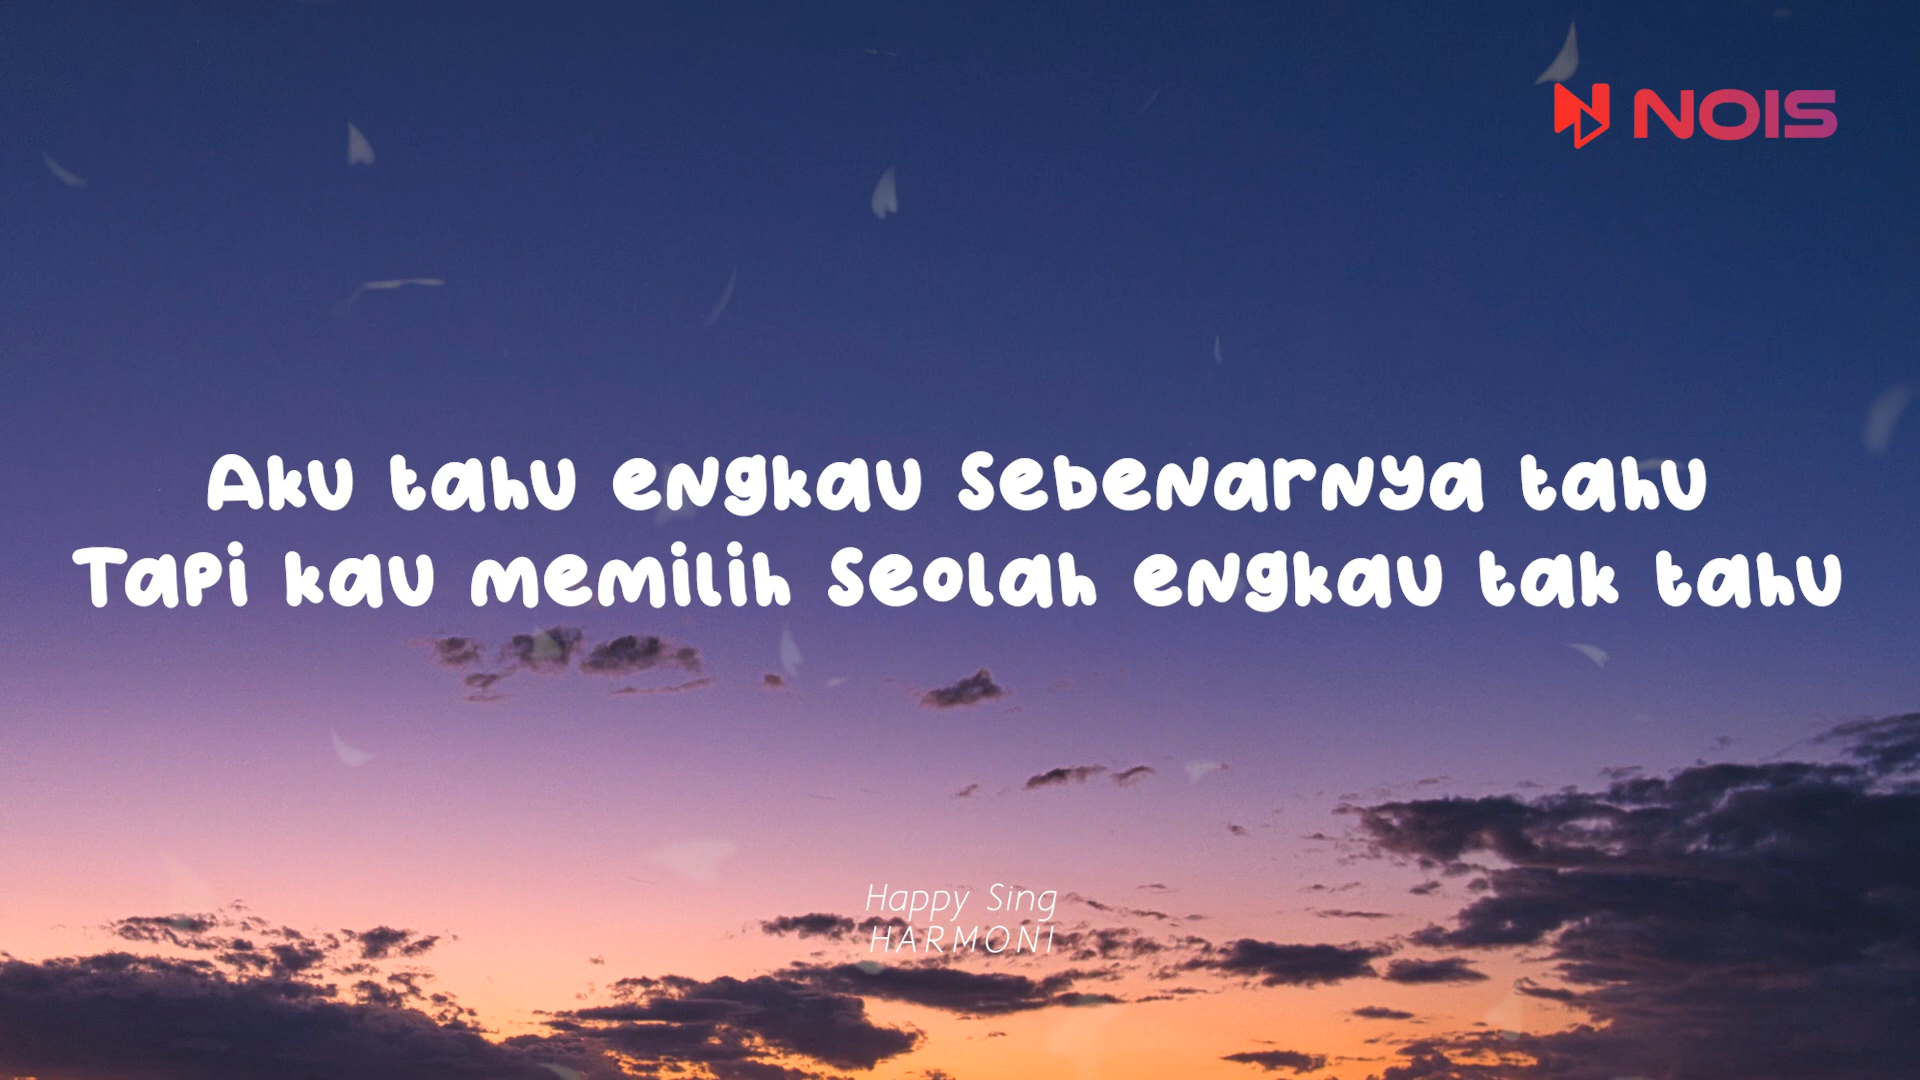 NOIS
Aku tahu engkau sebenarnya tahu
Tapi kau memilih seolah engkau tak tahu
Happy Sing
HARMONI